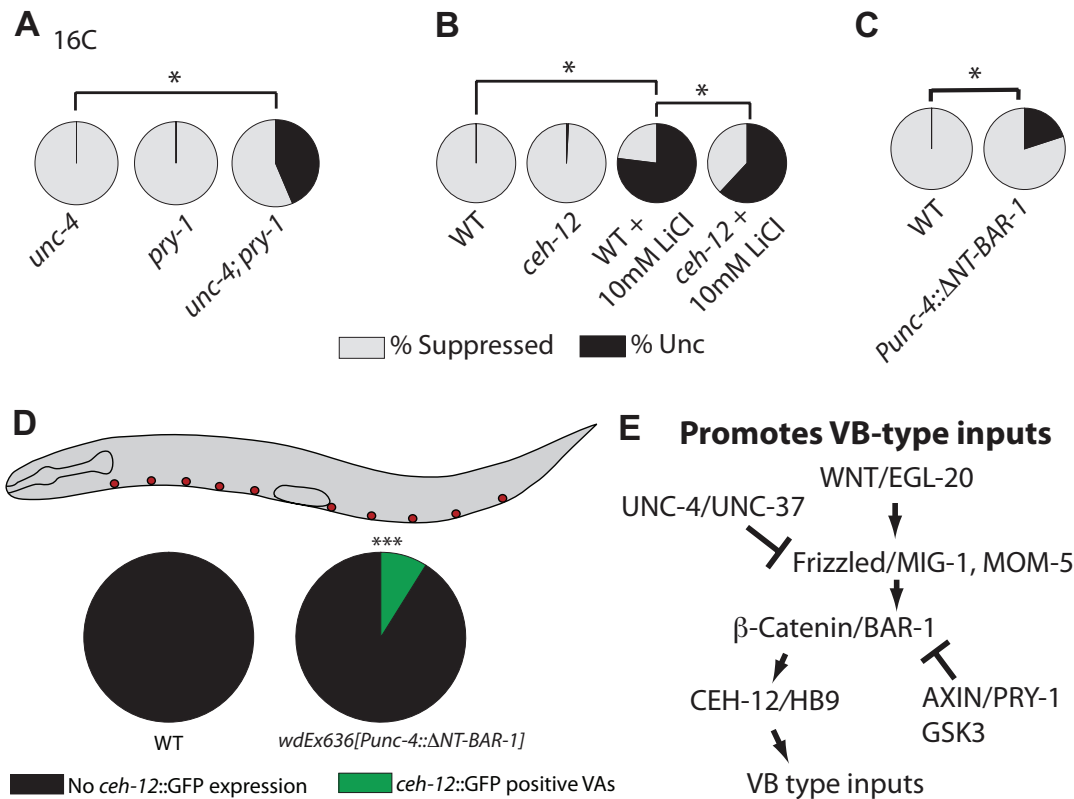 A
16C
*
unc-4
pry-1
unc-4; pry-1
B
*
*
WT
ceh-12
WT +
10mM LiCl
ceh-12 +
10mM LiCl
C
*
WT
Punc-4::ΔNT-BAR-1
% Suppressed
% Unc
D
***
WT
wdEx636[Punc-4::ΔNT-BAR-1]
No ceh-12::GFP expression
ceh-12::GFP positive VAs
E
Promotes VB-type inputs
WNT/EGL-20
UNC-4/UNC-37
Frizzled/MIG-1, MOM-5
β-Catenin/BAR-1
CEH-12/HB9
AXIN/PRY-1
GSK3
VB type inputs